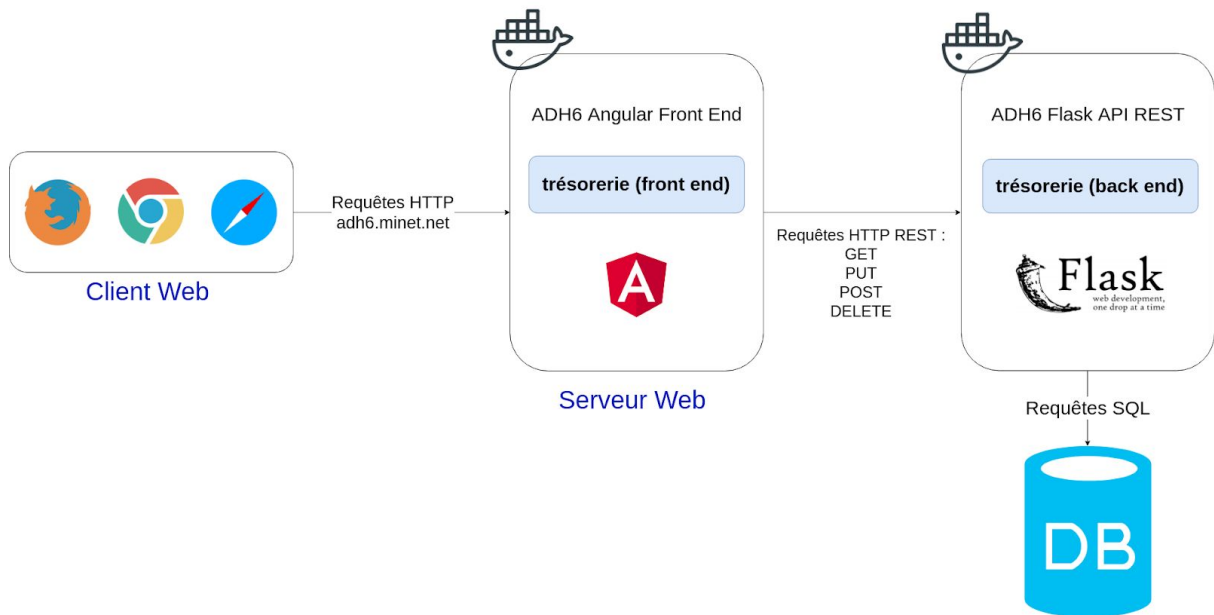 ADH6 Angular Front End
trésorerie (front end)
ADH6 Flask API REST
trésorerie (back end)
Requêtes HTTP
adh6.minet.net
Client Web
Requêtes HTTP REST :
GET
PUT
POST
DELETE
Flask
web development,
one drop at a time
A
Serveur Web
Requêtes SQL
DB